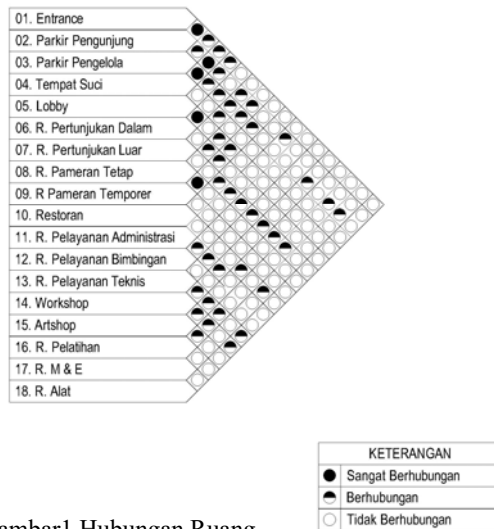 01. Entrance
02. Parkir Pengunjung
03. Parkir Pengelola
04. Tempat Suci
05. Lobby
06. R. Pertunjukan Dalam
07. R. Pertunjukan Luar
08. R. Pameran Tetap
09. R Pameran Temporer
10. Restoran
11. R. Pelayanan Administrasi
12. R. Pelayanan Bimbingan
13. R. Pelayanan Teknis
14. Workshop
15. Artshop
16. R. Pelatihan
17. R. M & E
18. R. Alat
KETERANGAN
Sangat Berhubungan
Berhubungan
Tidak Berhubungan
ambar1 Hubungan Ruang